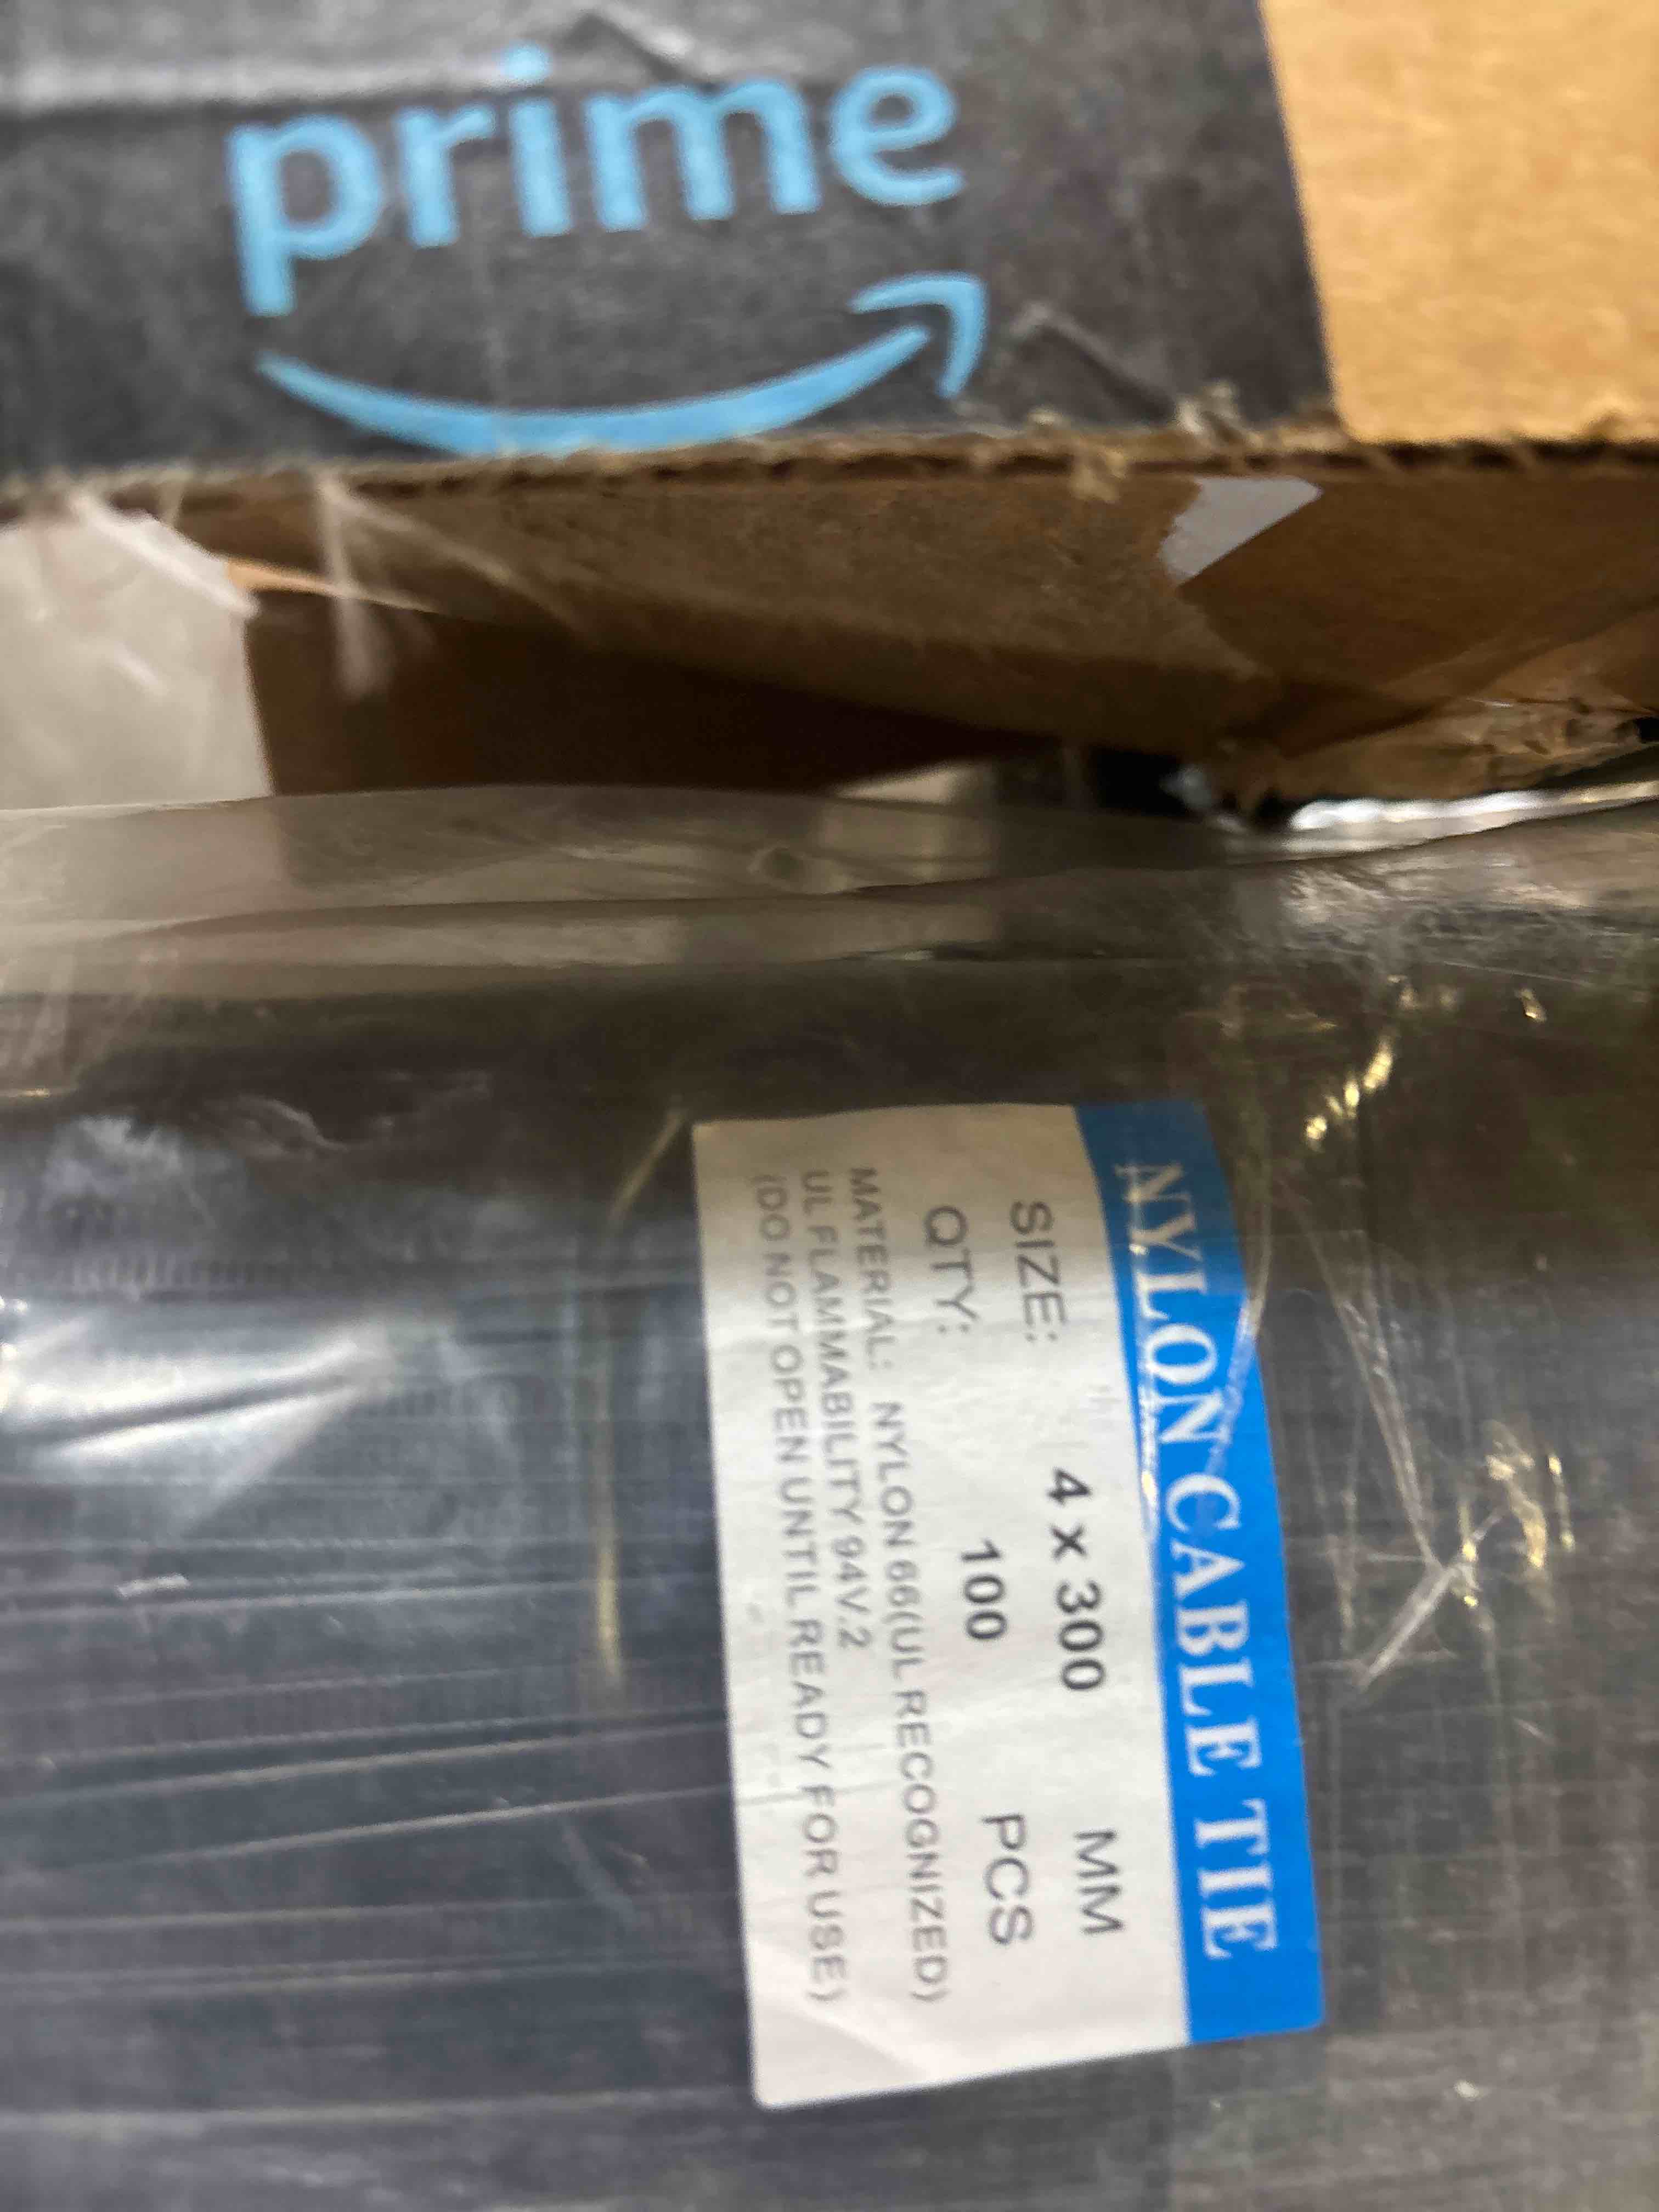 prime
NYLON CABLE TIE
SIZE: 4 x 300 MM
QTY: 100 PCS
MATERIAL: NYLON 66(UL RECOGNIZED)
UL FLAMMABILITY 94V.2
(DO NOT OPEN UNTIL READY FOR USE)